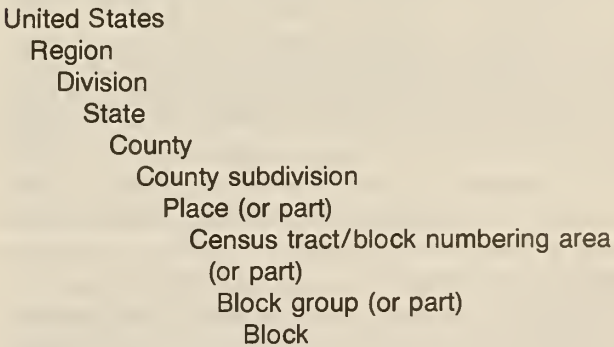 United States
Region
Division
State
County
County subdivision
Place (or part)
Census tract/block numbering area
(or part)
Block group (or part)
Block